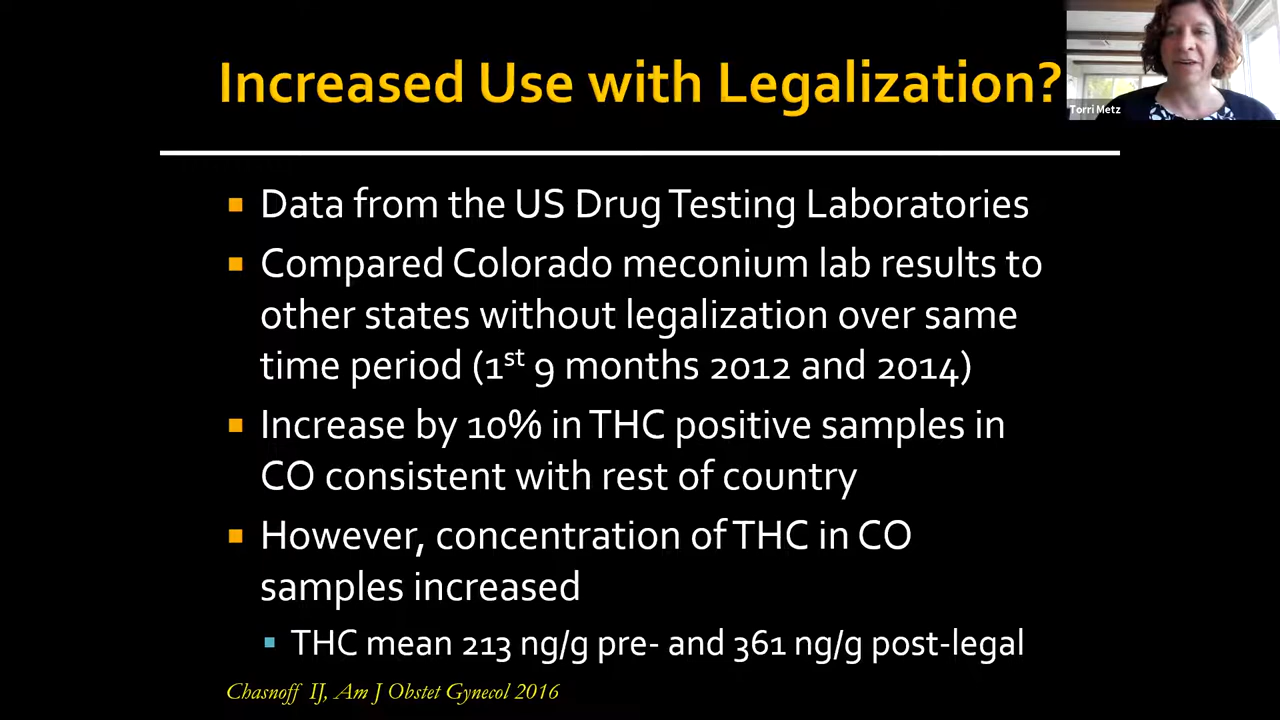 Increased Use with Legalization?
Torri Metz
Data from the US Drug Testing Laboratories
Compared Colorado meconium lab results to
other states without legalization over same
time period (1st 9 months 2012 and 2014)
Increase by 10% in THC positive samples in
CO consistent with rest of country
However, concentration of THC in CO
samples increased
THC mean 213 ng/g pre- and 361 ng/g post-legal
Chasnoff IJ, Am J Obstet Gynecol 2016